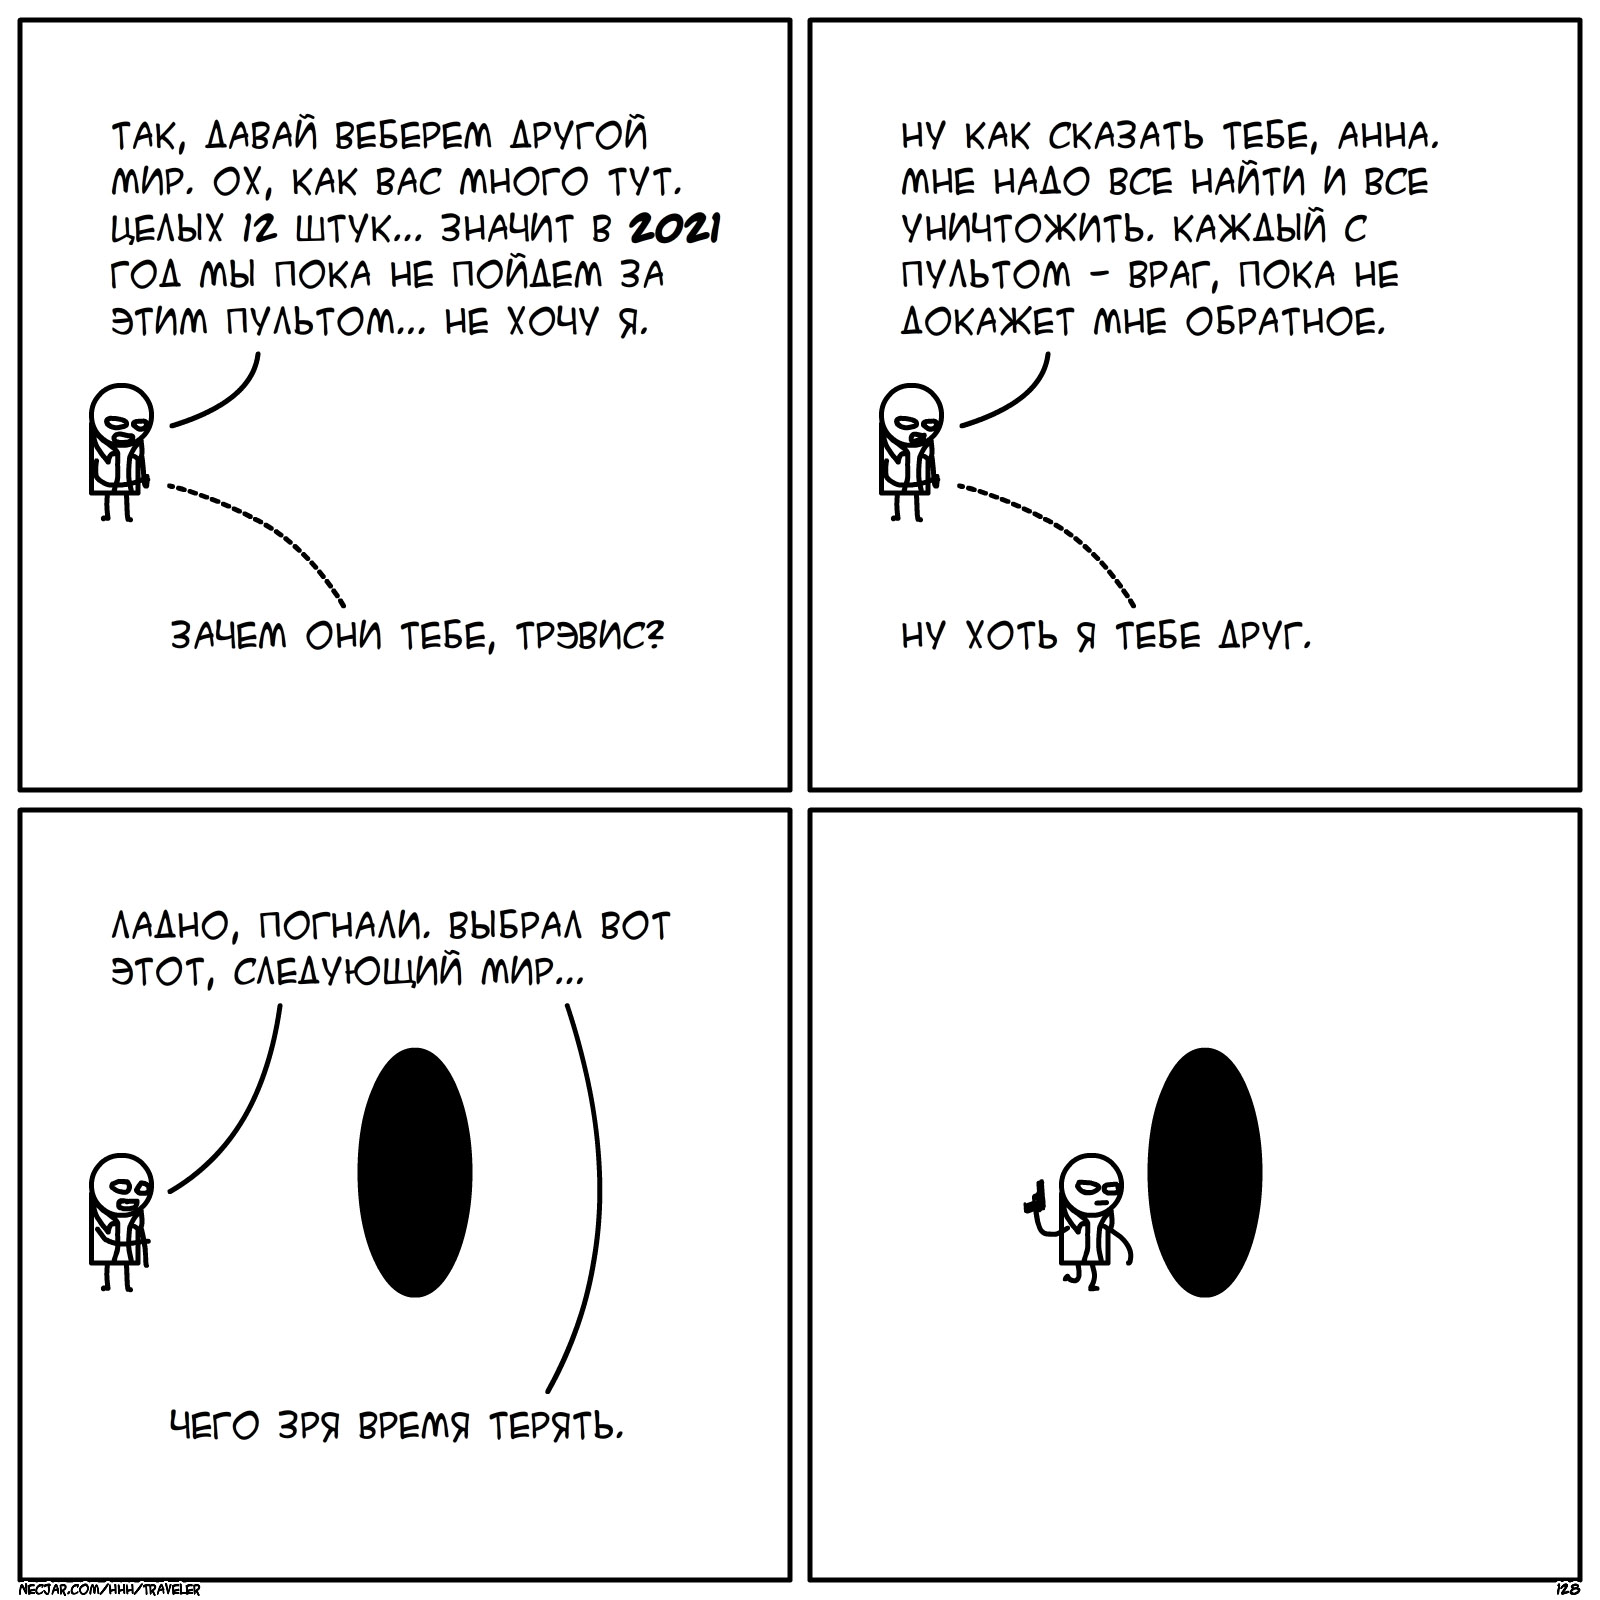 ТАК, ДАВАЙ ВЕБЕРЕМ ДРУГОЙ
МИР. ОХ, КАК ВАС МНОГО ТУТ.
ЦЕЛЫХ 12 ШТУК... ЗНАЧИТ В 2021
ГОД МЫ ПОКА НЕ ПОЙДЕМ ЗА
ЭТИМ ПУЛЬТОМ... НЕ ХОЧУ Я.
ЗАЧЕМ ОНИ ТЕБЕ, ТРЭВИС?
НУ КАК СКАЗАТЬ ТЕБЕ, АННА.
МНЕ НАДО ВСЕ НАЙТИ И ВСЕ
УНИЧТОЖИТЬ. КАЖДЫЙ С
ПУЛЬТОМ – ВРАГ, ПОКА НЕ
ДОКАЖЕТ МНЕ ОБРАТНОЕ.
НУ ХОТЬ Я ТЕБЕ ДРУГ.
ЛАДНО, ПОГНАЛИ. ВЫБРАЛ ВОТ
ЭТОТ, СЛЕДУЮЩИЙ МИР...
ЧЕГО ЗРЯ ВРЕМЯ ТЕРЯТЬ.
NECJAR.COM/HHH/TRAVELER
128